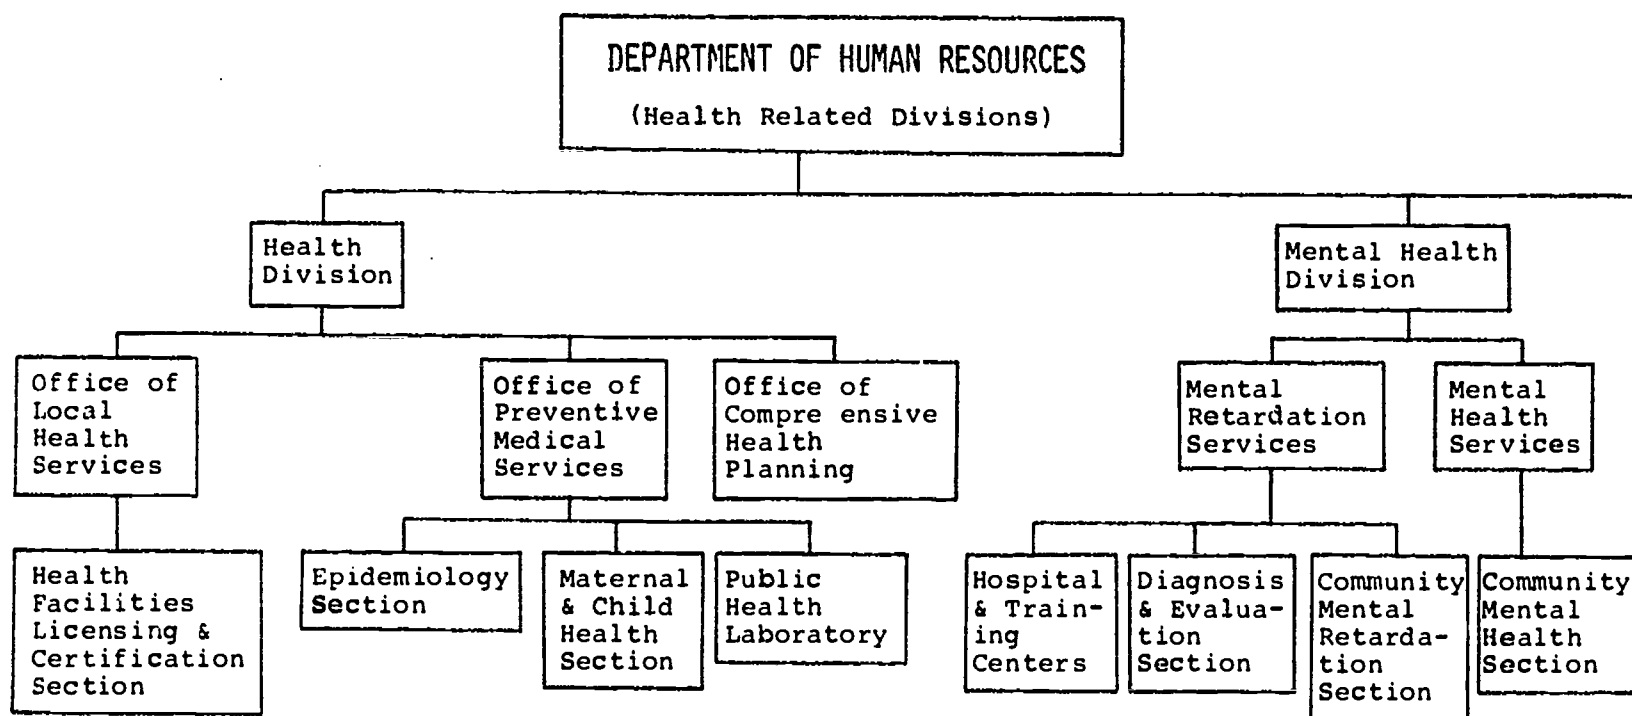 DEPARTMENT OF HUMAN RESOURCES
(Health Related Divisions)
Health
Division
Mental Health
Division
Office of
Local
Health
Services
Office of
Preventive
Medical
Services
Office of
Compre ensive
Health
Planning
Mental
Retardation
Services
Mental
Health
Services
Health
Facilities
Licensing &
Certification
Section
Epidemiology
Section
Maternal
& Child
Health
Section
Public
Health
Laboratory
Hospital
& Train-
ing
Centers
Diagnosis
& Evalua-
tion
Section
Community
Mental
Retarda-
tion
Section
Community
Mental
Health
Section